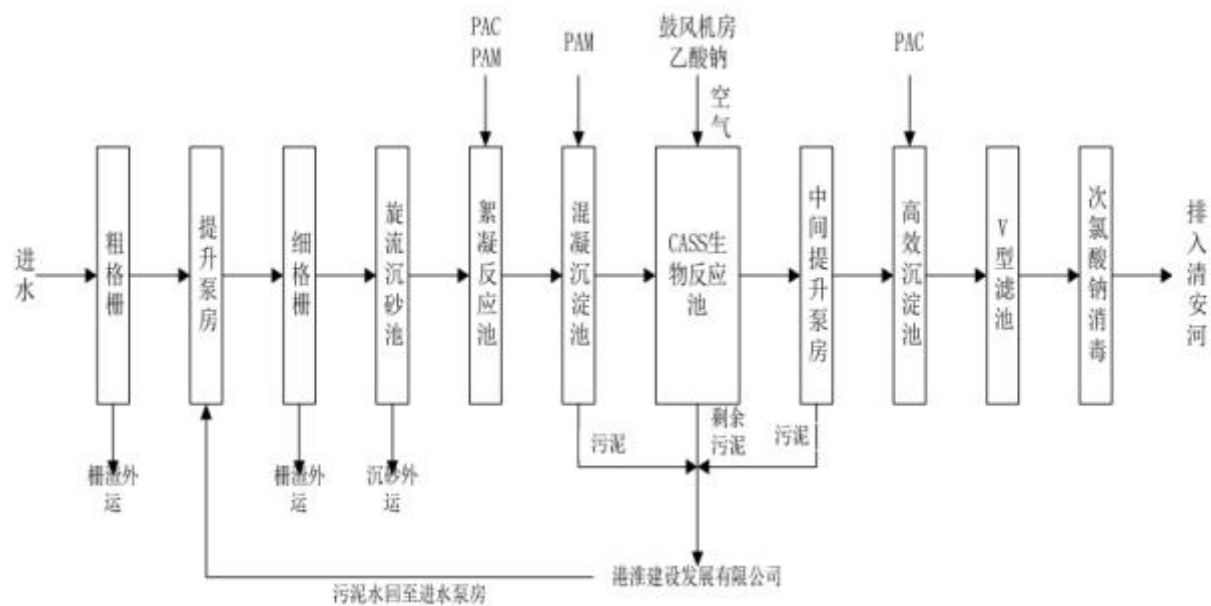 PAC
PAM
PAM
鼓风机房
乙酸钠
空气
PAC
进水
粗格栅
提升泵房
细格栅
旋流沉砂池
絮凝反应池
混凝沉淀池
CASS生
物反应
池
中间提升泵房
高效沉淀池
V型滤池
次氯酸钠消毒
排入清安河
栅渣外
运
栅渣外
运
沉砂外
运
污泥
剩余
污泥
污泥
港淮建设发展有限公司
污泥水回至进水泵房